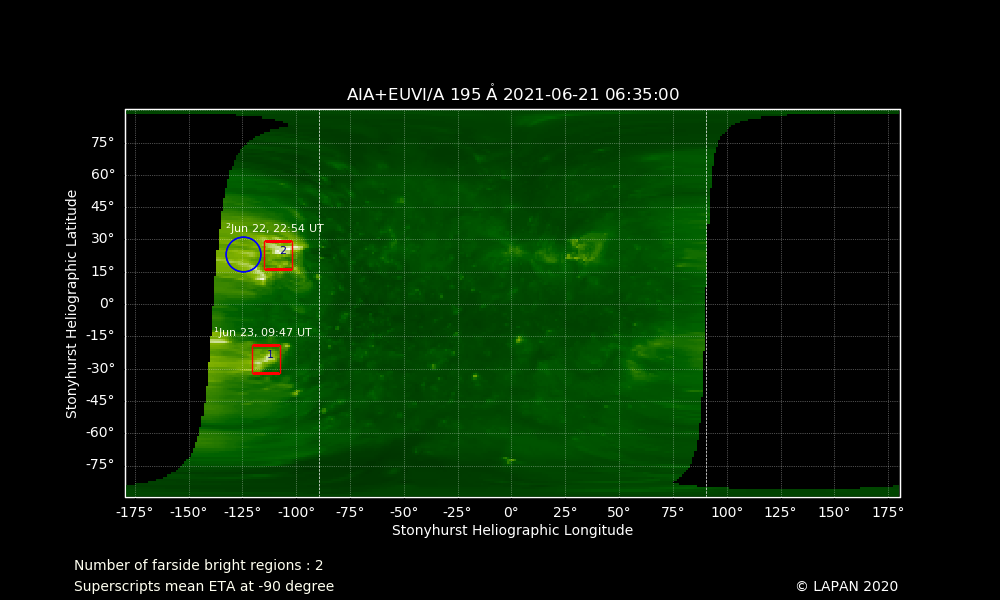 AIA+EUVI/A 195 Å 2021-06-21 06:35:00
75°
60°
45°
²Jun 22, 22:54 UT
30°
2
15°
0°
¹Jun 23, 09:47 UT
-15°
1
-30°
-45°
-60°
-75°
Stonyhurst Heliographic Latitude
-175° -150° -125° -100° -75° -50° -25° 0° 25° 50° 75° 100° 125° 150° 175°
Stonyhurst Heliographic Longitude
Number of farside bright regions : 2
Superscripts mean ETA at -90 degree
© LAPAN 2020